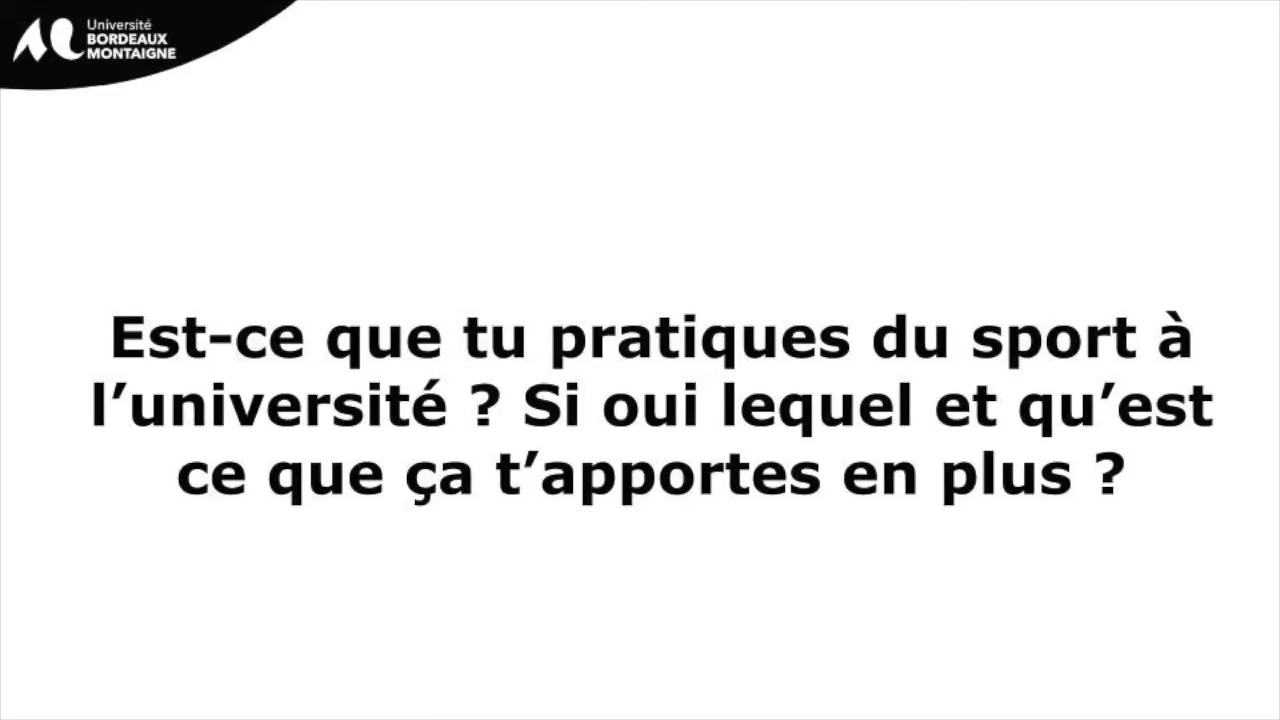 Université
BORDEAUX
MONTAIGNE
Est-ce que tu pratiques du sport à
l’université ? Si oui lequel et qu’est
ce que ça t’apportes en plus ?